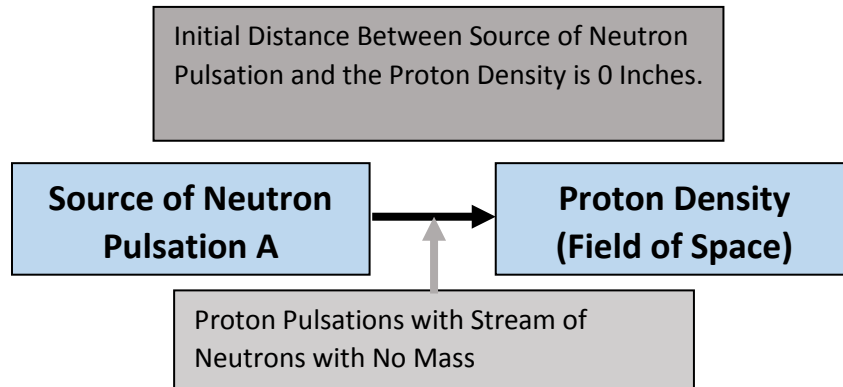 Initial Distance Between Source of Neutron
Pulsation and the Proton Density is 0 Inches.
Source of Neutron
Pulsation A
Proton Density
(Field of Space)
Proton Pulsations with Stream of
Neutrons with No Mass